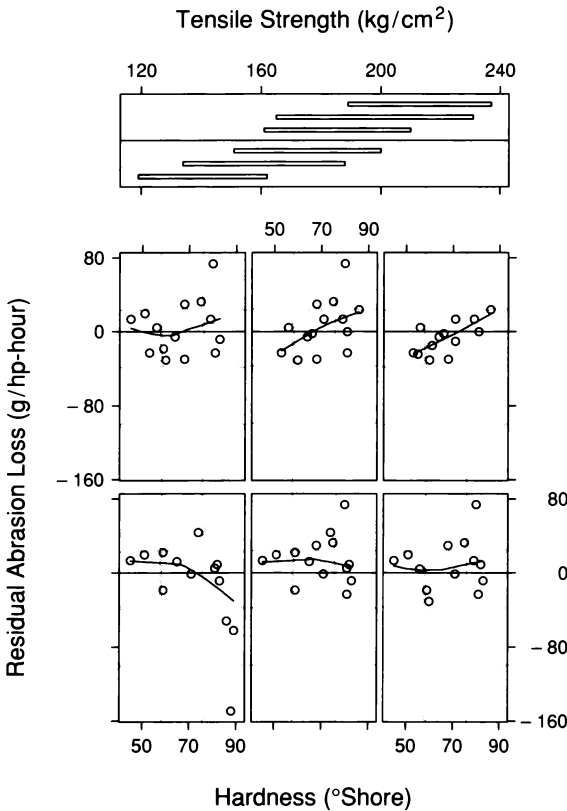 Tensile Strength (kg/cm²)
120 160 200 240
50 70 90
80
0
– 80
– 160
80
0
– 80
– 160
50 70 90 50 70 90
Residual Abrasion Loss (g/hp-hour)
Hardness (°Shore)